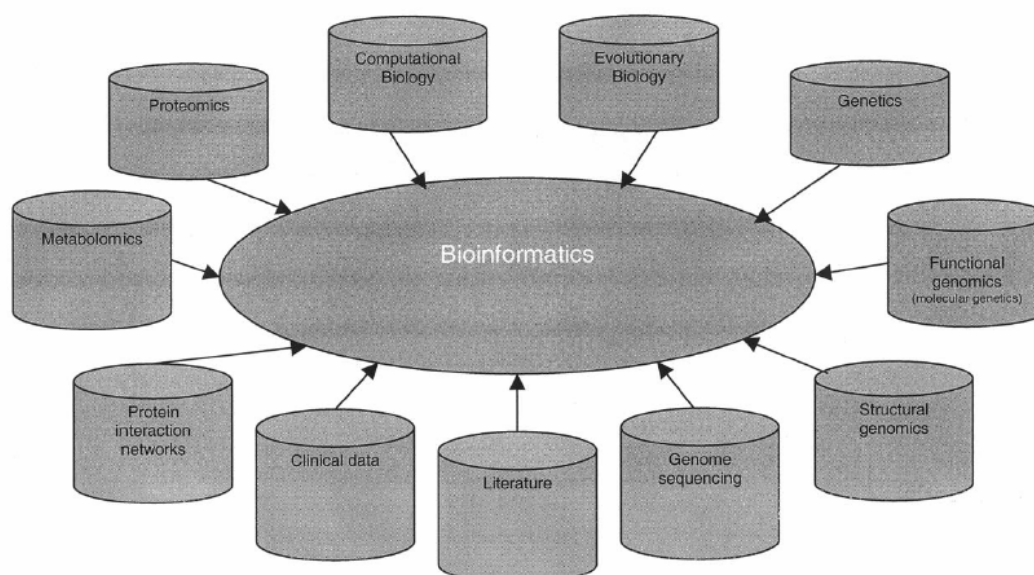 Computational
Biology
Evolutionary
Biology
Proteomics
Genetics
Metabolomics
Bioinformatics
Functional
genomics
(molecular genetics)
Protein
interaction
networks
Clinical data
Literature
Genome
sequencing
Structural
genomics